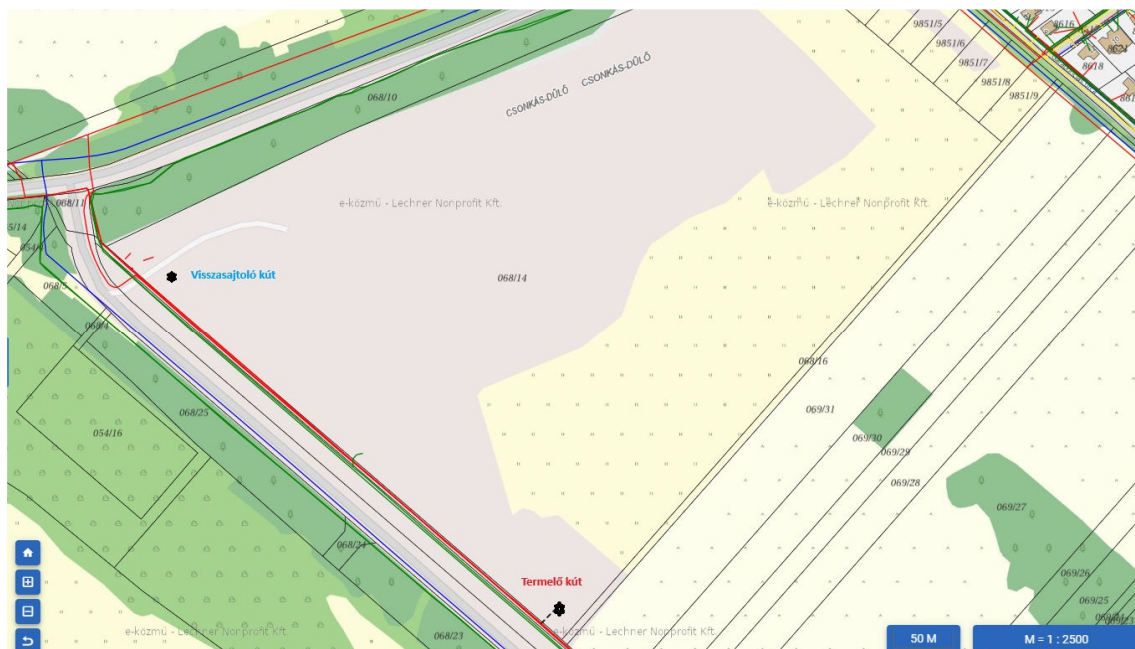 9851/5
8616
9851/6
8621
9851/7
8618
9851/8
9851/9
CSONKÁS-DŰLŐ
CSONKÁS-DŰLŐ
068/10
068/11
e-közmű - Lechner Nonprofit Kft.
e-közmű - Lechner Nonprofit Kft.
5/14
Visszasajtoló kút
068/14
068/5
068/4
068/16
069/31
068/25
069/30
054/16
069/29
069/28
069/27
068/24
069/26
Termelő kút
069/25
e-közmű - Lechner Nonprofit Kft.
068/23
e-közmű - Lechner Nonprofit Kft.
50 M
M = 1 : 2500